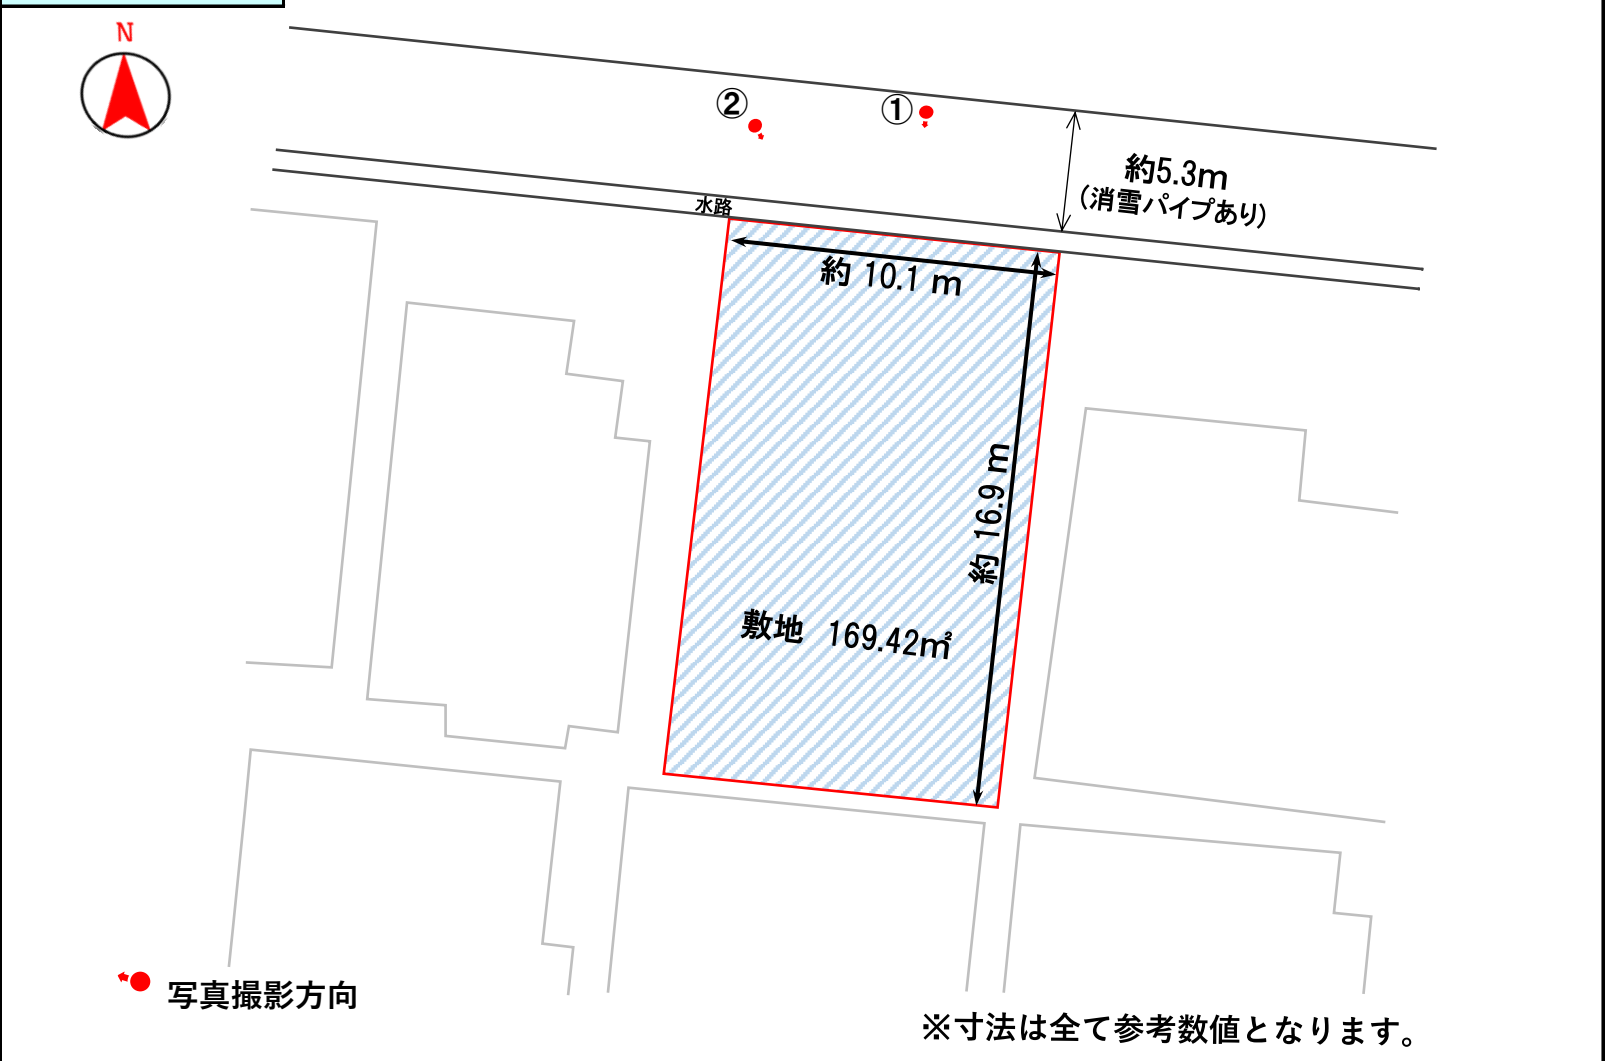 N
②
①
約5.3m
(消雪パイプあり)
水路
約 10.1 m
約 16.9 m
敷地 169.42㎡
写真撮影方向
※寸法は全て参考数値となります。